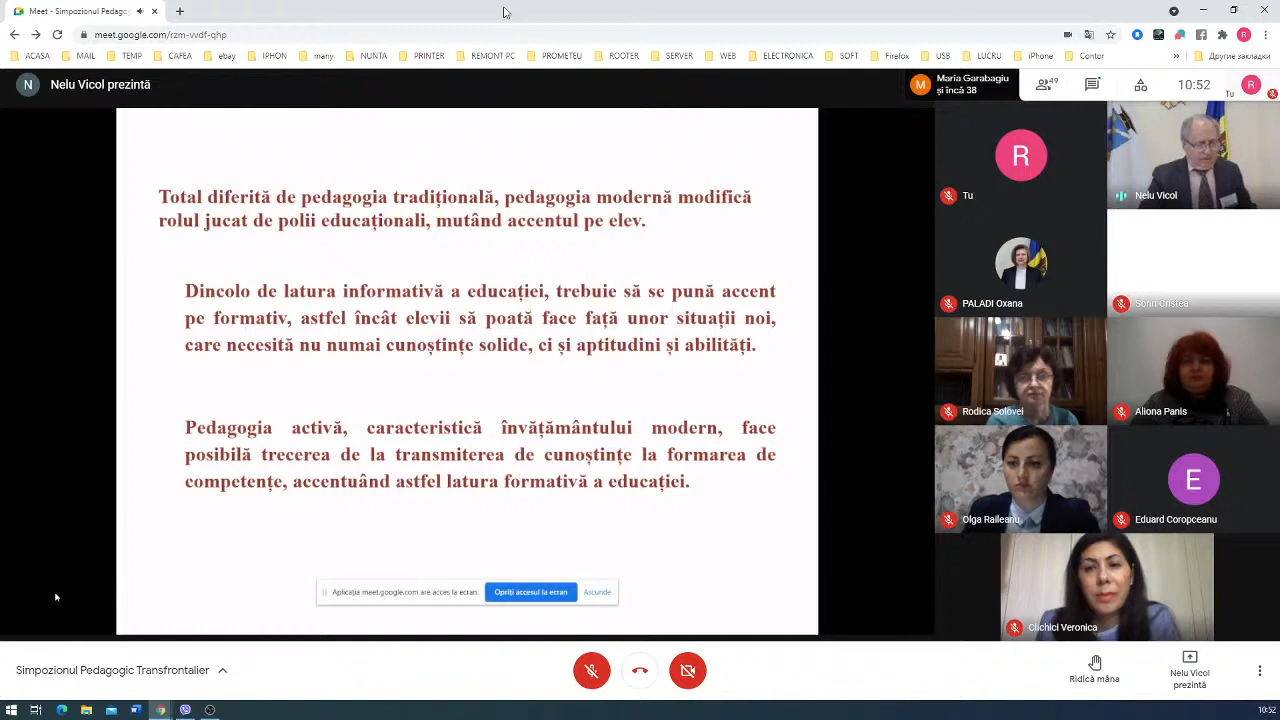 Meet - Simpozionul Pedagog
meet.google.com/rzm-vvdf-qhp
ACASA MAIL TEMP CAFEA ebay IPHON many NUNTA PRINTER REMONT PC PROMETEU ROOTER SERVER WEB ELECTRONICA SOFT Firefox USB LUCRU iPhone Contor » Другие закладки
N Nelu Vicol prezintă
M Maria Garabagiu
și încă 38
49
10:52
Tu
R
Total diferită de pedagogia tradițională, pedagogia modernă modifică
rolul jucat de polii educaționali, mutând accentul pe elev.
Dincolo de latura informativă a educației, trebuie să se pună accent
pe formativ, astfel încât elevii să poată face față unor situații noi,
care necesită nu numai cunoștințe solide, ci și aptitudini și abilități.
Pedagogia activă, caracteristică învățământului modern, face
posibilă trecerea de la transmiterea de cunoștințe la formarea de
competențe, accentuând astfel latura formativă a educației.
Aplicația meet.google.com are acces la ecran. Opriți accesul la ecran Ascunde
R
Tu
Nelu Vicol
PALADI Oxana
Sorin Cristea
Rodica Solovei
Aliona Panis
Olga Raileanu
E
Eduard Coropceanu
Clichici Veronica
Simpozionul Pedagogic Transfrontalier
Ridică mâna
Nelu Vicol
prezintă
10:52